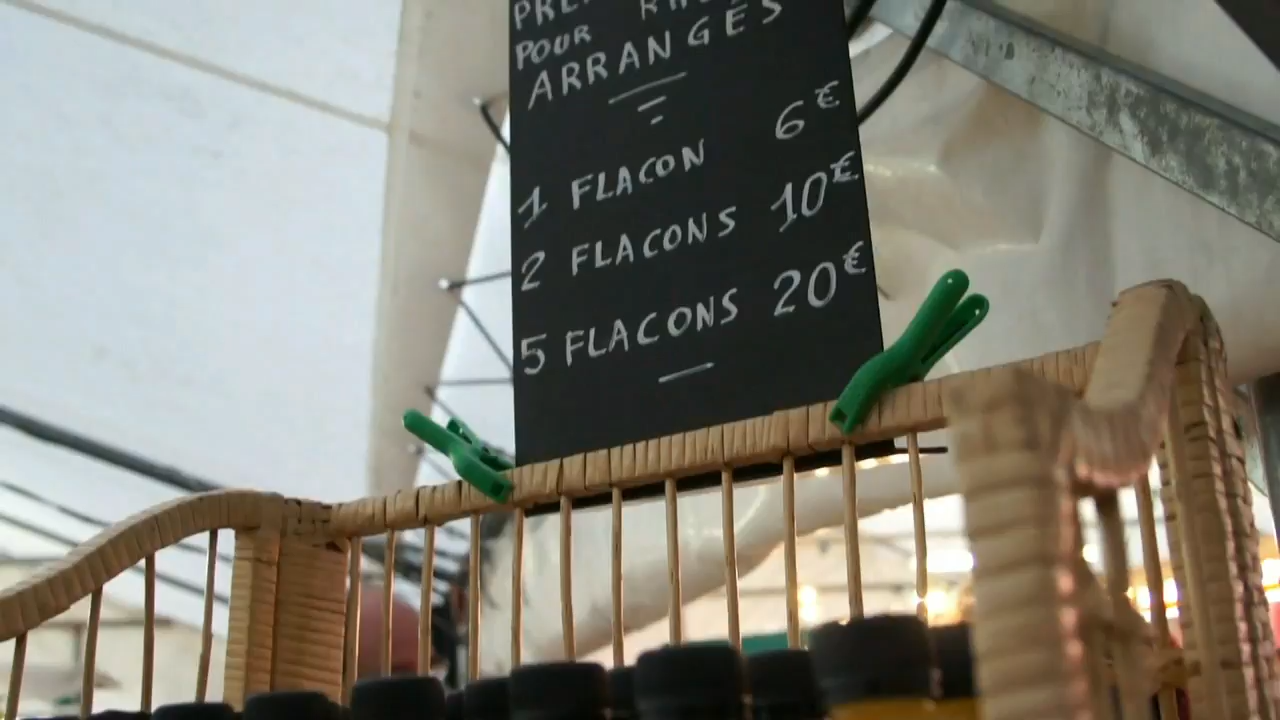 POUR
ARRANGÉS
1 FLACON 6€
2 FLACONS 10€
5 FLACONS 20€